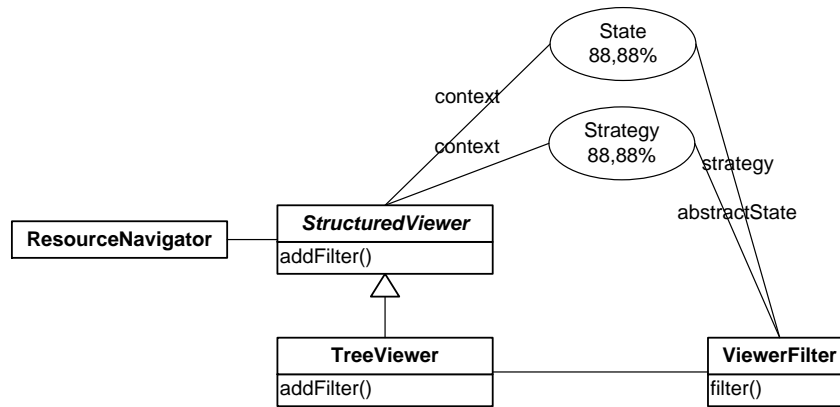 State
88,88%
context
Strategy
88,88%
context
strategy
abstractState
StructuredViewer
addFilter()
ResourceNavigator
TreeViewer
addFilter()
ViewerFilter
filter()